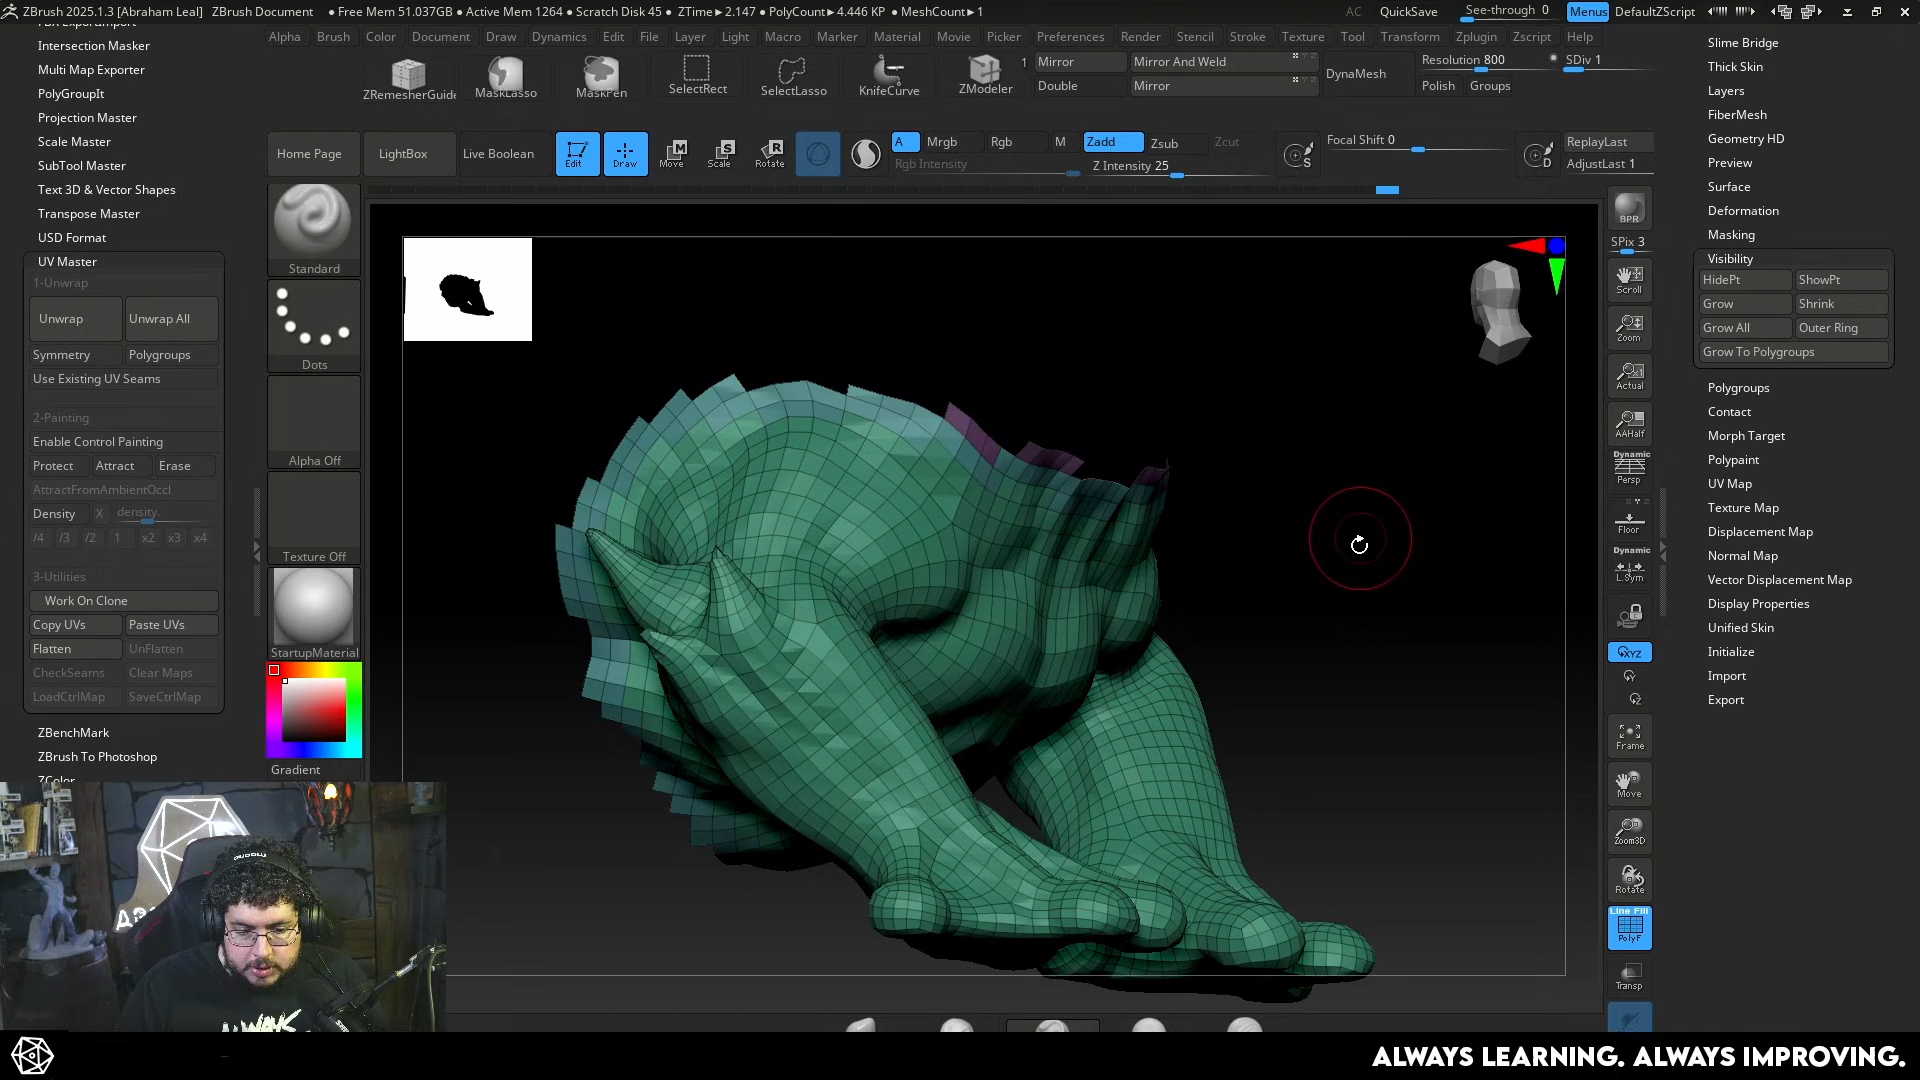 ZBrush 2025.1.3 [Abraham Leal] ZBrush Document ● Free Mem 51.037GB ● Active Mem 1264 ● Scratch Disk 45 ● ZTime► 2.147 ● PolyCount► 4.446 KP ● MeshCount► 1
AC QuickSave See-through 0 Menus DefaultZScript
Alpha Brush Color Document Draw Dynamics Edit File Layer Light Macro Marker Material Movie Picker Preferences Render Stencil Stroke Texture Tool Transform Zplugin Zscript Help
Intersection Masker
Multi Map Exporter
PolyGroupIt
Projection Master
Scale Master
SubTool Master
Text 3D & Vector Shapes
Transpose Master
USD Format
UV Master
1-Unwrap
Unwrap Unwrap All
Symmetry Polygroups
Use Existing UV Seams
2-Painting
Enable Control Painting
Protect Attract Erase
AttractFromAmbientOccl
Density X density.
/4 /3 /2 1 x2 x3 x4
3-Utilities
Work On Clone
Copy UVs Paste UVs
Flatten UnFlatten
CheckSeams Clear Maps
LoadCtrlMap SaveCtrlMap
ZBenchMark
ZBrush To Photoshop
ZColor
ZRemesherGuide MaskLasso MaskPen SelectRect SelectLasso KnifeCurve ZModeler
1 Mirror Mirror And Weld
Double Mirror
DynaMesh
Resolution 800 SDiv 1
Polish Groups
Home Page LightBox Live Boolean Edit Draw Move Scale Rotate
A Mrgb Rgb M Zadd Zsub Zcut
Rgb Intensity Z Intensity 25
S Focal Shift 0 D ReplayLast
AdjustLast 1
Standard
Dots
Alpha Off
Texture Off
StartupMaterial
Gradient
BPR
SPix 3
Scroll
Zoom
Actual
AAHalf
Dynamic
Persp
Floor
Dynamic
L.Sym
XYZ
Y
Z
Frame
Move
Zoom3D
Rotate
Line Fill
PolyF
Transp
Slime Bridge
Thick Skin
Layers
FiberMesh
Geometry HD
Preview
Surface
Deformation
Masking
Visibility
HidePt ShowPt
Grow Shrink
Grow All Outer Ring
Grow To Polygroups
Polygroups
Contact
Morph Target
Polypaint
UV Map
Texture Map
Displacement Map
Normal Map
Vector Displacement Map
Display Properties
Unified Skin
Initialize
Import
Export
ALWAYS LEARNING. ALWAYS IMPROVING.